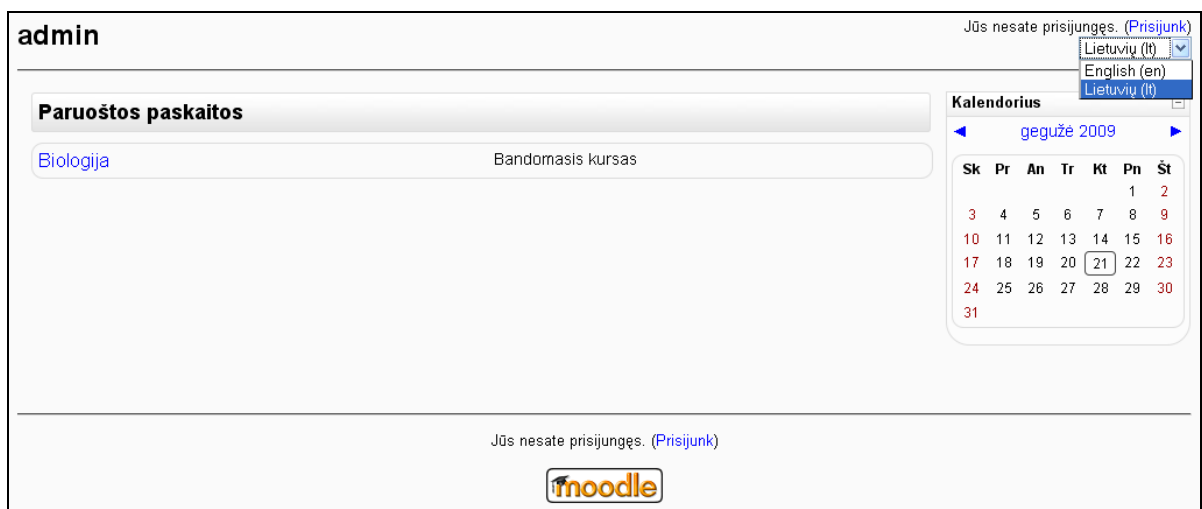 admin
Jūs nesate prisijungęs. (Prisijunk)
Lietuvių (lt)
English (en)
Lietuvių (lt)
Paruoštos paskaitos
Biologija Bandomasis kursas
Kalendorius
gegužė 2009
Sk Pr An Tr Kt Pn Št
1 2
3 4 5 6 7 8 9
10 11 12 13 14 15 16
17 18 19 20 21 22 23
24 25 26 27 28 29 30
31
Jūs nesate prisijungęs. (Prisijunk)
moodle